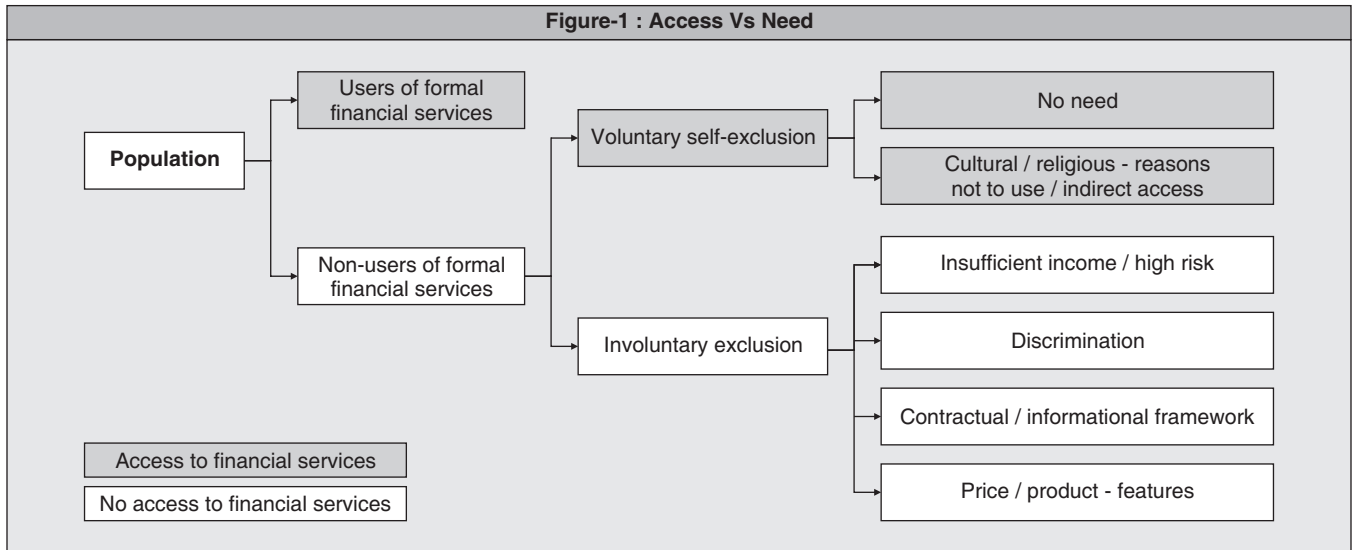 Figure-1 : Access Vs Need
Population
Users of formal
financial services
Non-users of formal
financial services
Voluntary self-exclusion
Involuntary exclusion
No need
Cultural / religious - reasons
not to use / indirect access
Insufficient income / high risk
Discrimination
Contractual / informational framework
Price / product - features
Access to financial services
No access to financial services